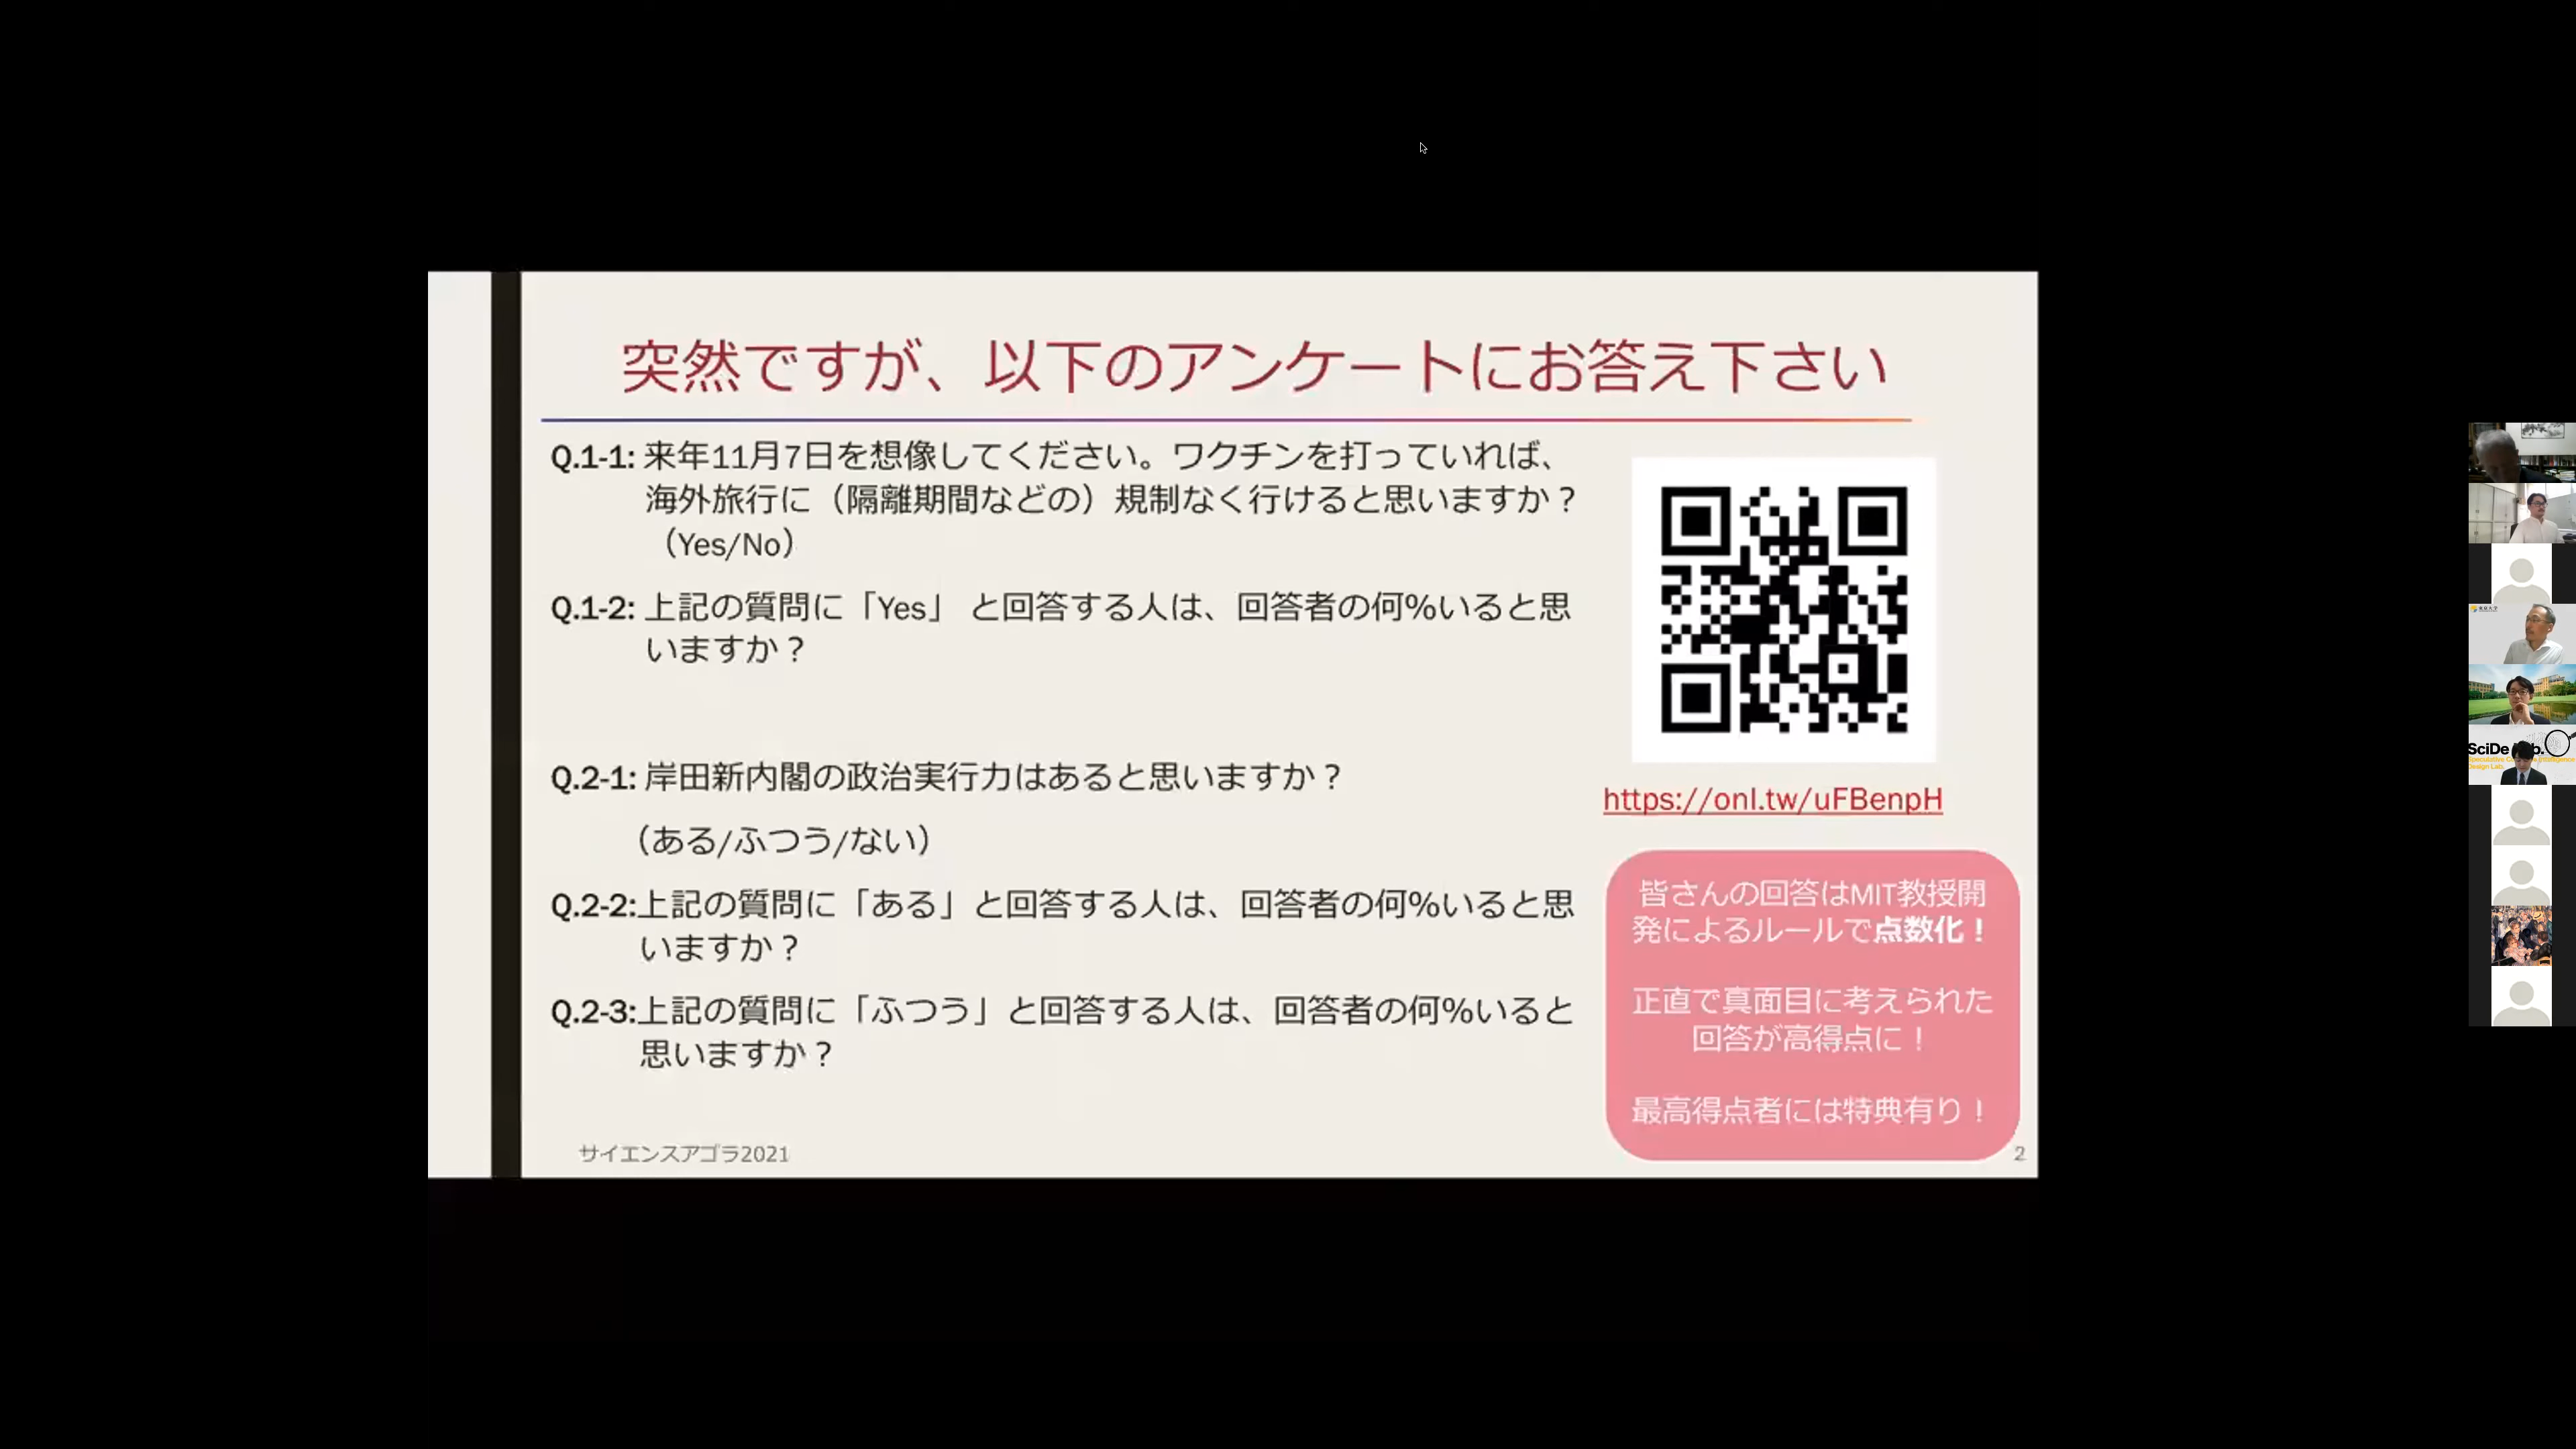 突然ですが、以下のアンケートにお答え下さい
Q.1-1: 来年11月7日を想像してください。ワクチンを打っていれば、
海外旅行に（隔離期間などの）規制なく行けると思いますか？
（Yes/No）
Q.1-2: 上記の質問に「Yes」 と回答する人は、回答者の何%いると思
いますか？
Q.2-1: 岸田新内閣の政治実行力はあると思いますか？
（ある/ふつう/ない）
Q.2-2:上記の質問に「ある」と回答する人は、回答者の何%いると思
いますか？
Q.2-3:上記の質問に「ふつう」と回答する人は、回答者の何%いると
思いますか？
https://onl.tw/uFBenpH
皆さんの回答はMIT教授開
発によるルールで点数化！
正直で真面目に考えられた
回答が高得点に！
最高得点者には特典有り！
サイエンスアゴラ2021
2
東京大学
SciDe
b.
Design Lab.